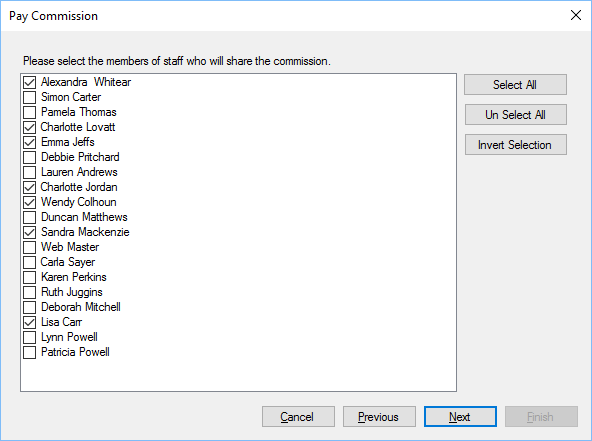 Pay Commission
Please select the members of staff who will share the commission.
Alexandra  Whitear
Simon Carter
Pamela Thomas
Charlotte Lovatt
Emma Jeffs
Debbie Pritchard
Lauren Andrews
Charlotte Jordan
Wendy Colhoun
Duncan Matthews
Sandra Mackenzie
Web Master
Carla Sayer
Karen Perkins
Ruth Juggins
Deborah Mitchell
Lisa Carr
Lynn Powell
Patricia Powell
Select All
Un Select All
Invert Selection
Cancel
Previous
Next
Finish